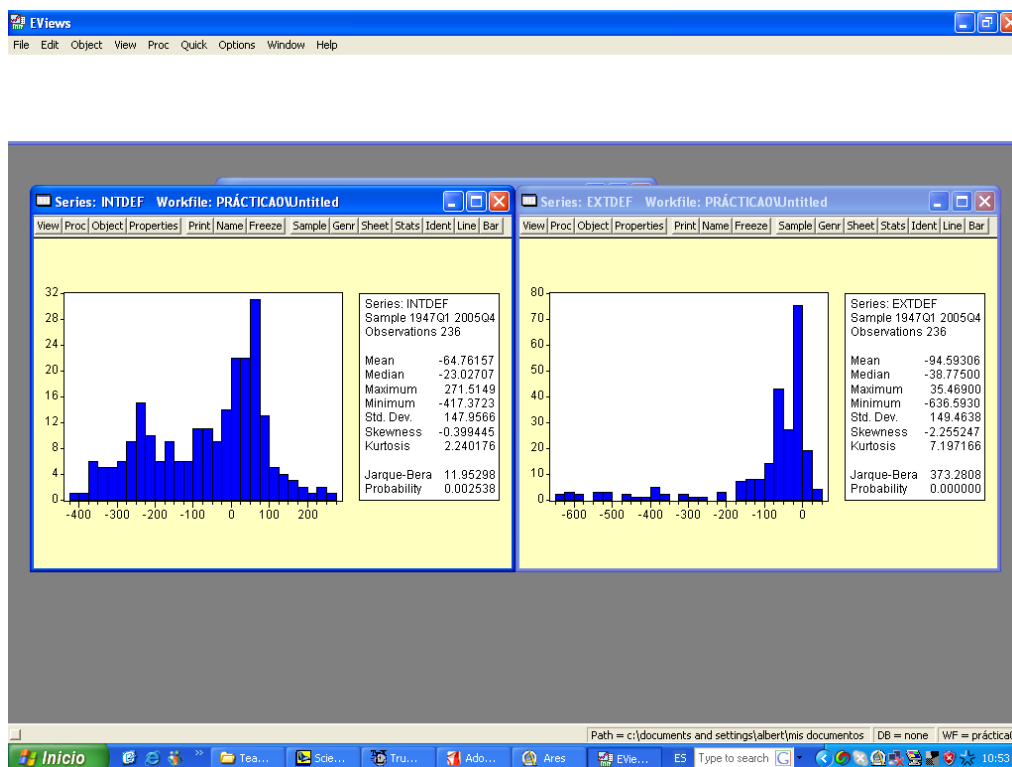 EViews
File Edit Object View Proc Quick Options Window Help
Series: INTDEF Workfile: PRÁCTICA0\Untitled
View Proc Object Properties Print Name Freeze Sample Genr Sheet Stats Ident Line Bar
32
28
24
20
16
12
8
4
0
-400 -300 -200 -100 0 100 200
Series: INTDEF
Sample 1947Q1 2005Q4
Observations 236
Mean -64.76157
Median -23.02707
Maximum 271.5149
Minimum -417.3723
Std. Dev. 147.9566
Skewness -0.399445
Kurtosis 2.240176
Jarque-Bera 11.95298
Probability 0.002538
Series: EXTDEF Workfile: PRÁCTICA0\Untitled
View Proc Object Properties Print Name Freeze Sample Genr Sheet Stats Ident Line Bar
80
70
60
50
40
30
20
10
0
-600 -500 -400 -300 -200 -100 0
Series: EXTDEF
Sample 1947Q1 2005Q4
Observations 236
Mean -94.59306
Median -38.77500
Maximum 35.46900
Minimum -636.5930
Std. Dev. 149.4638
Skewness -2.255247
Kurtosis 7.197166
Jarque-Bera 373.2808
Probability 0.000000
Path = c:\documents and settings\albert\mis documentos DB = none WF = práctica0
Inicio » Tea... Scie... Tru... Ado... Ares EVie... ES Type to search G 10:53